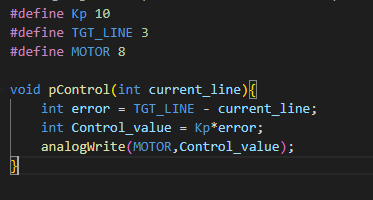 #define Kp 10
#define TGT_LINE 3
#define MOTOR 8

void pControl(int current_line){
    int error = TGT_LINE - current_line;
    int Control_value = Kp*error;
    analogWrite(MOTOR,Control_value);
}